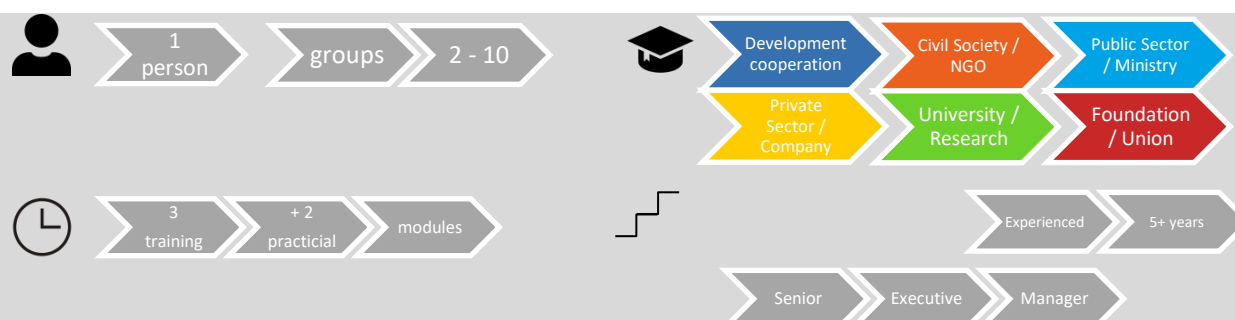 1
person
groups
2 - 10
Development
cooperation
Civil Society /
NGO
Public Sector
/ Ministry
Private
Sector /
Company
University /
Research
Foundation
/ Union
3
training
+ 2
practicial
modules
Experienced
5+ years
Senior
Executive
Manager